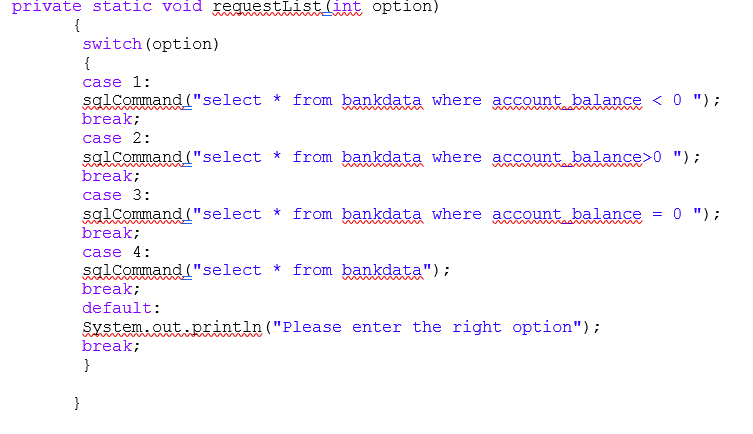 private static void requestList(int option)
{
switch(option)
{
case 1:
sqlCommand("select * from bankdata where account_balance < 0 ");
break;
case 2:
sqlCommand("select * from bankdata where account_balance>0 ");
break;
case 3:
sqlCommand("select * from bankdata where account_balance = 0 ");
break;
case 4:
sqlCommand("select * from bankdata");
break;
default:
System.out.println("Please enter the right option");
break;
}
}